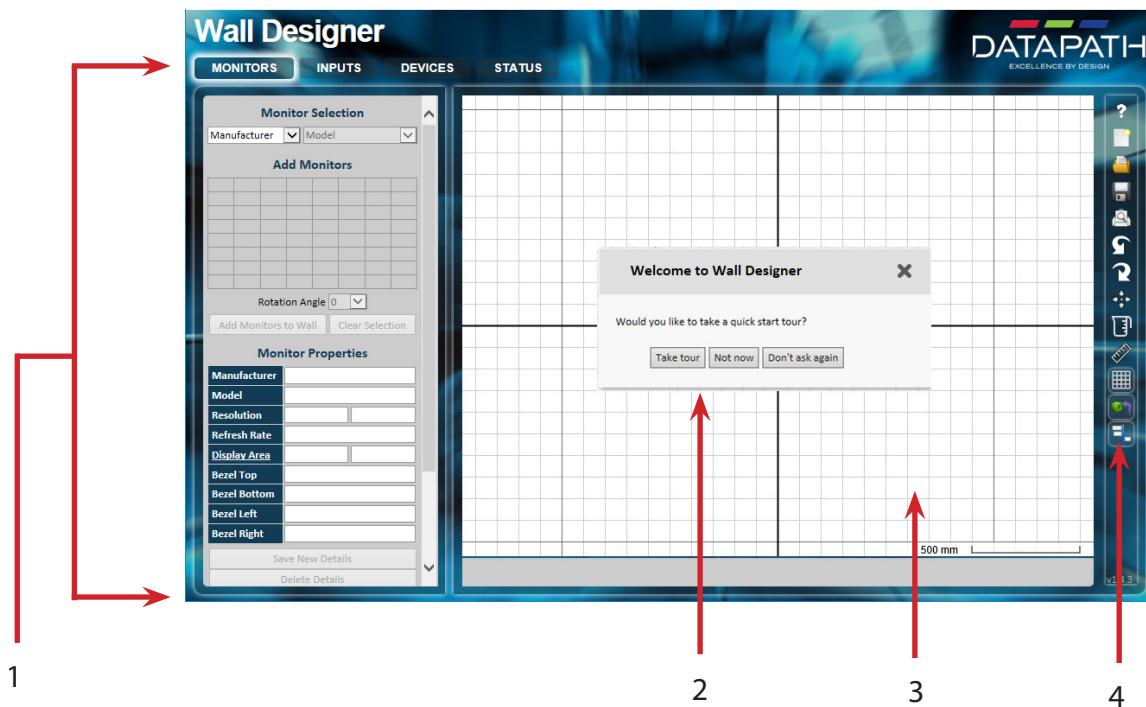 Wall Designer
DATAPATH
EXCELLENCE BY DESIGN
MONITORS INPUTS DEVICES STATUS
Monitor Selection
Manufacturer Model
Add Monitors
Rotation Angle 0
Add Monitors to Wall Clear Selection
Monitor Properties
Manufacturer
Model
Resolution
Refresh Rate
Display Area
Bezel Top
Bezel Bottom
Bezel Left
Bezel Right
Save New Details
Delete Details
Welcome to Wall Designer
Would you like to take a quick start tour?
Take tour Not now Don't ask again
500 mm
?
1
2
3
4